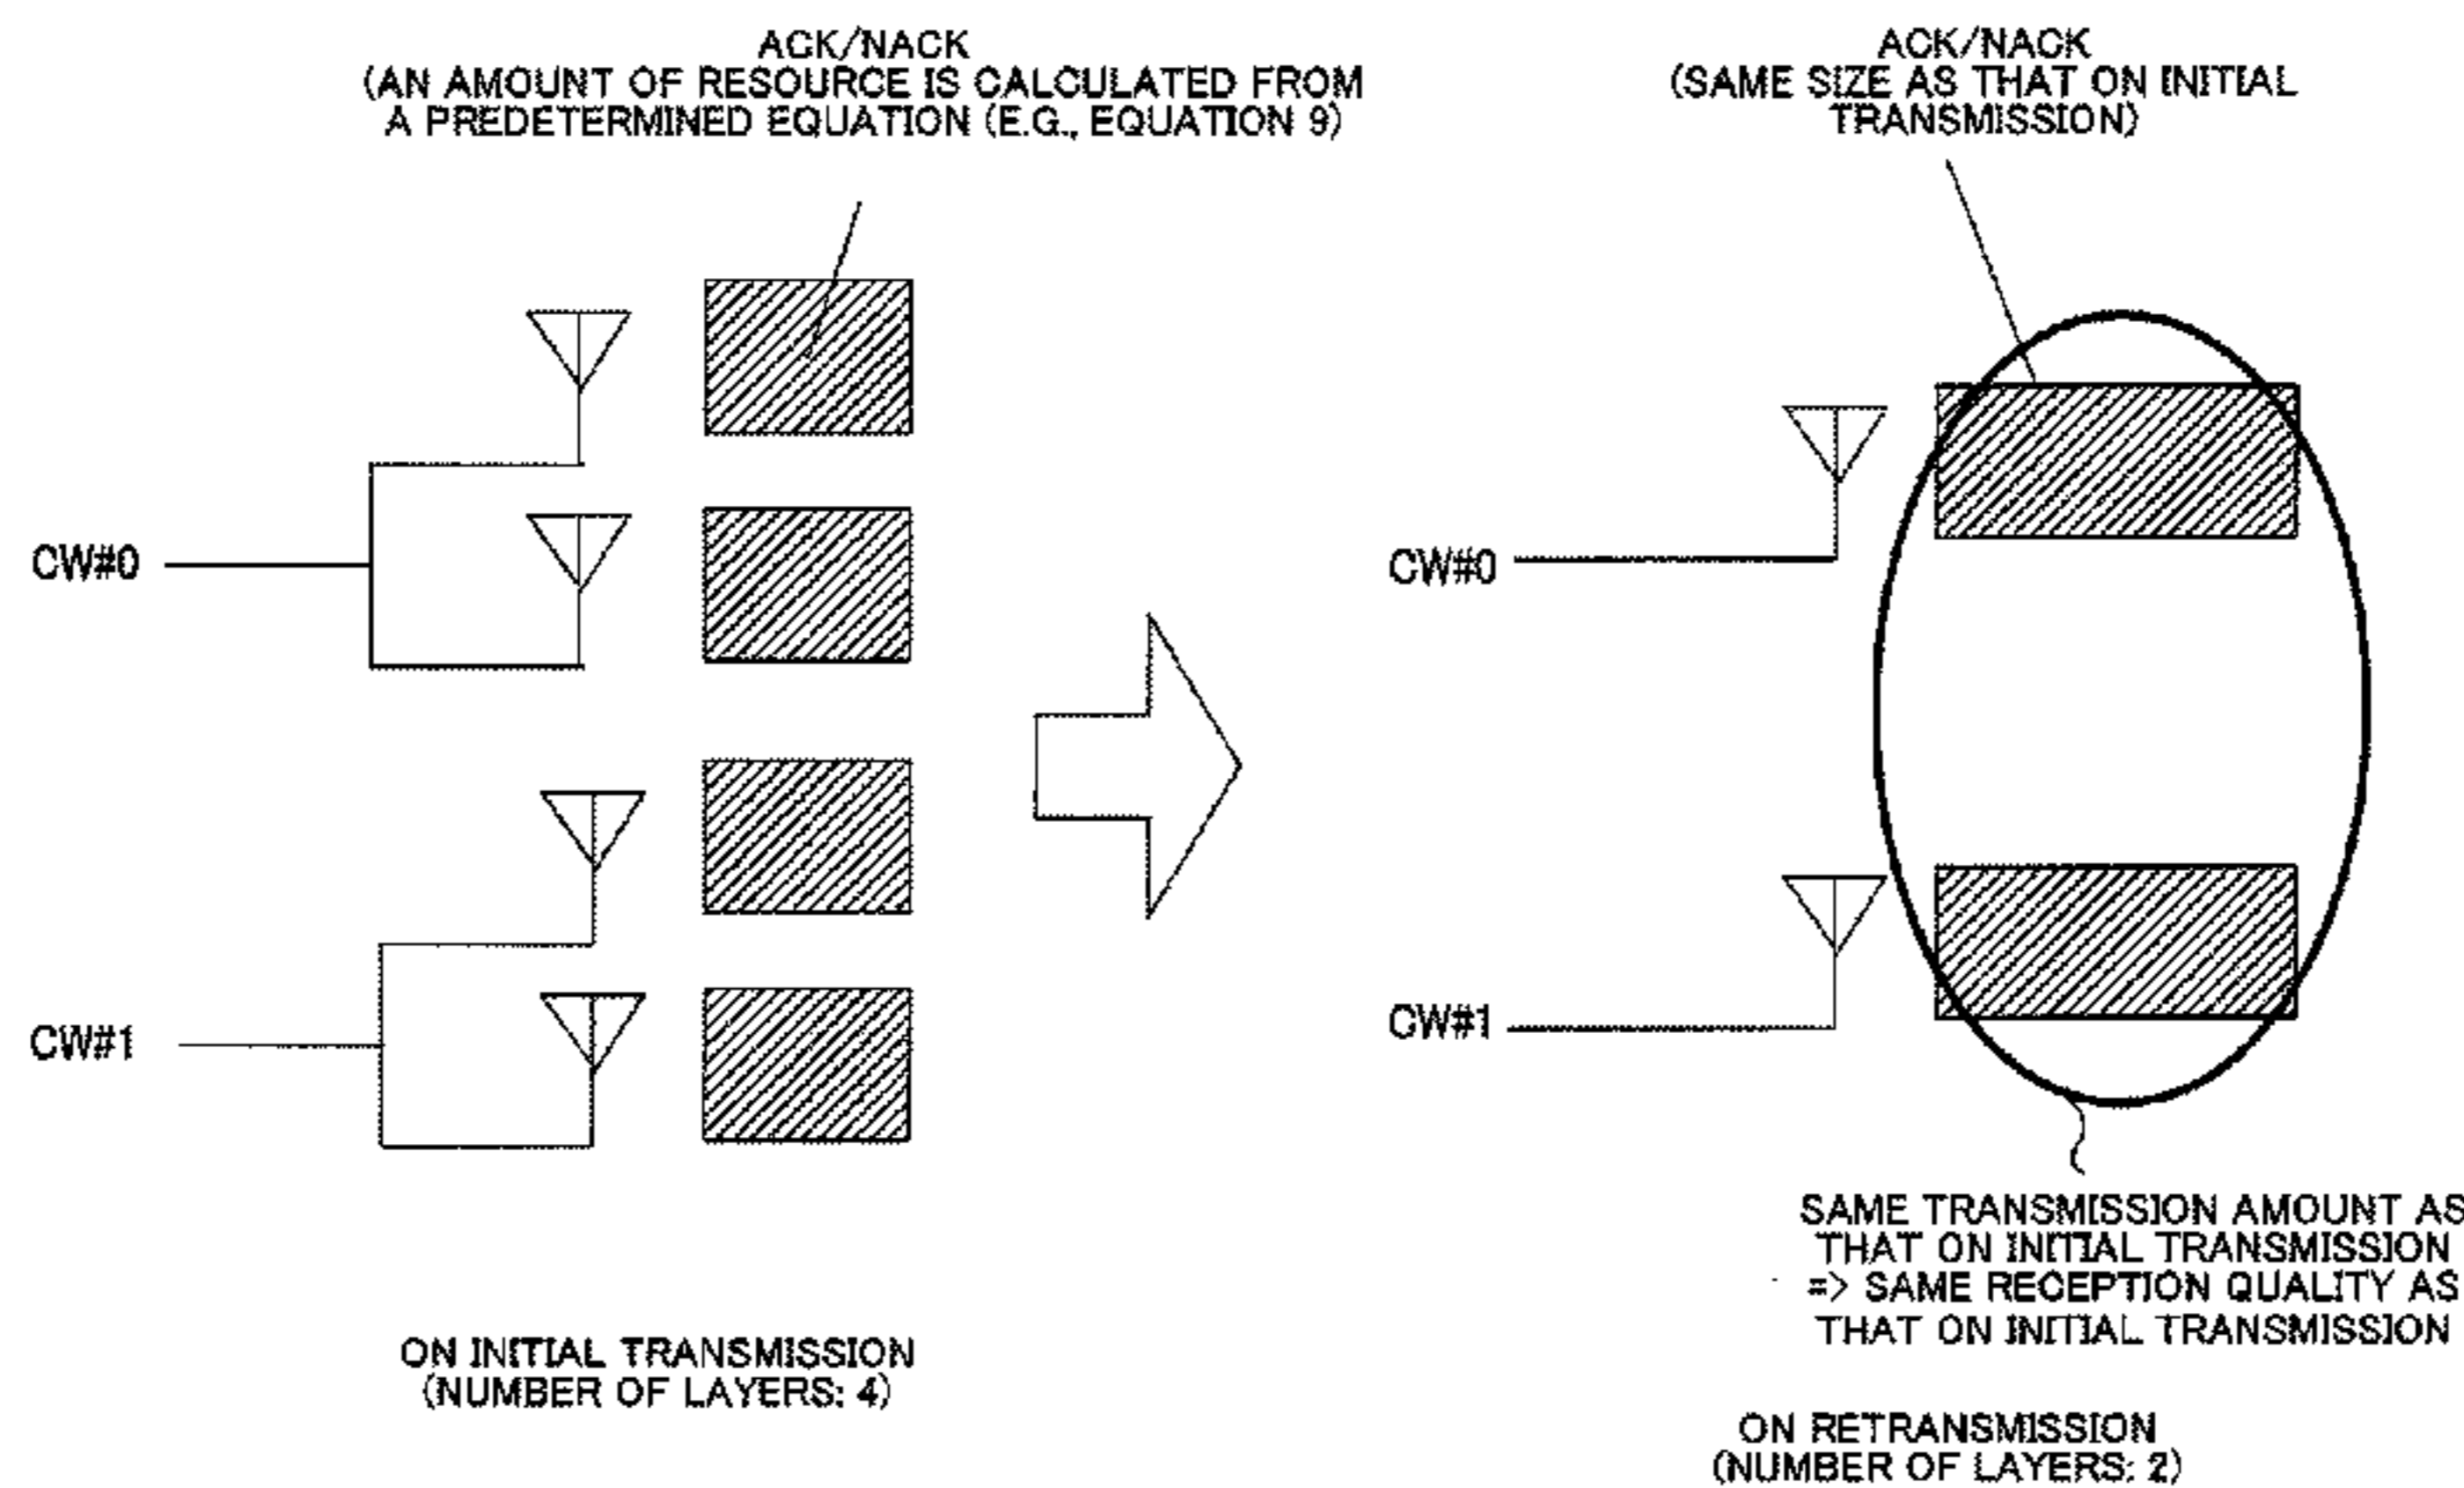 ACK/NACK
(AN AMOUNT OF RESOURCE IS CALCULATED FROM
A PREDETERMINED EQUATION (E.G., EQUATION 9)
ACK/NACK
(SAME SIZE AS THAT ON INITIAL
TRANSMISSION)
CW#0
CW#1
CW#0
CW#1
SAME TRANSMISSION AMOUNT AS
THAT ON INITIAL TRANSMISSION
=> SAME RECEPTION QUALITY AS
THAT ON INITIAL TRANSMISSION
ON INITIAL TRANSMISSION
(NUMBER OF LAYERS: 4)
ON RETRANSMISSION
(NUMBER OF LAYERS: 2)